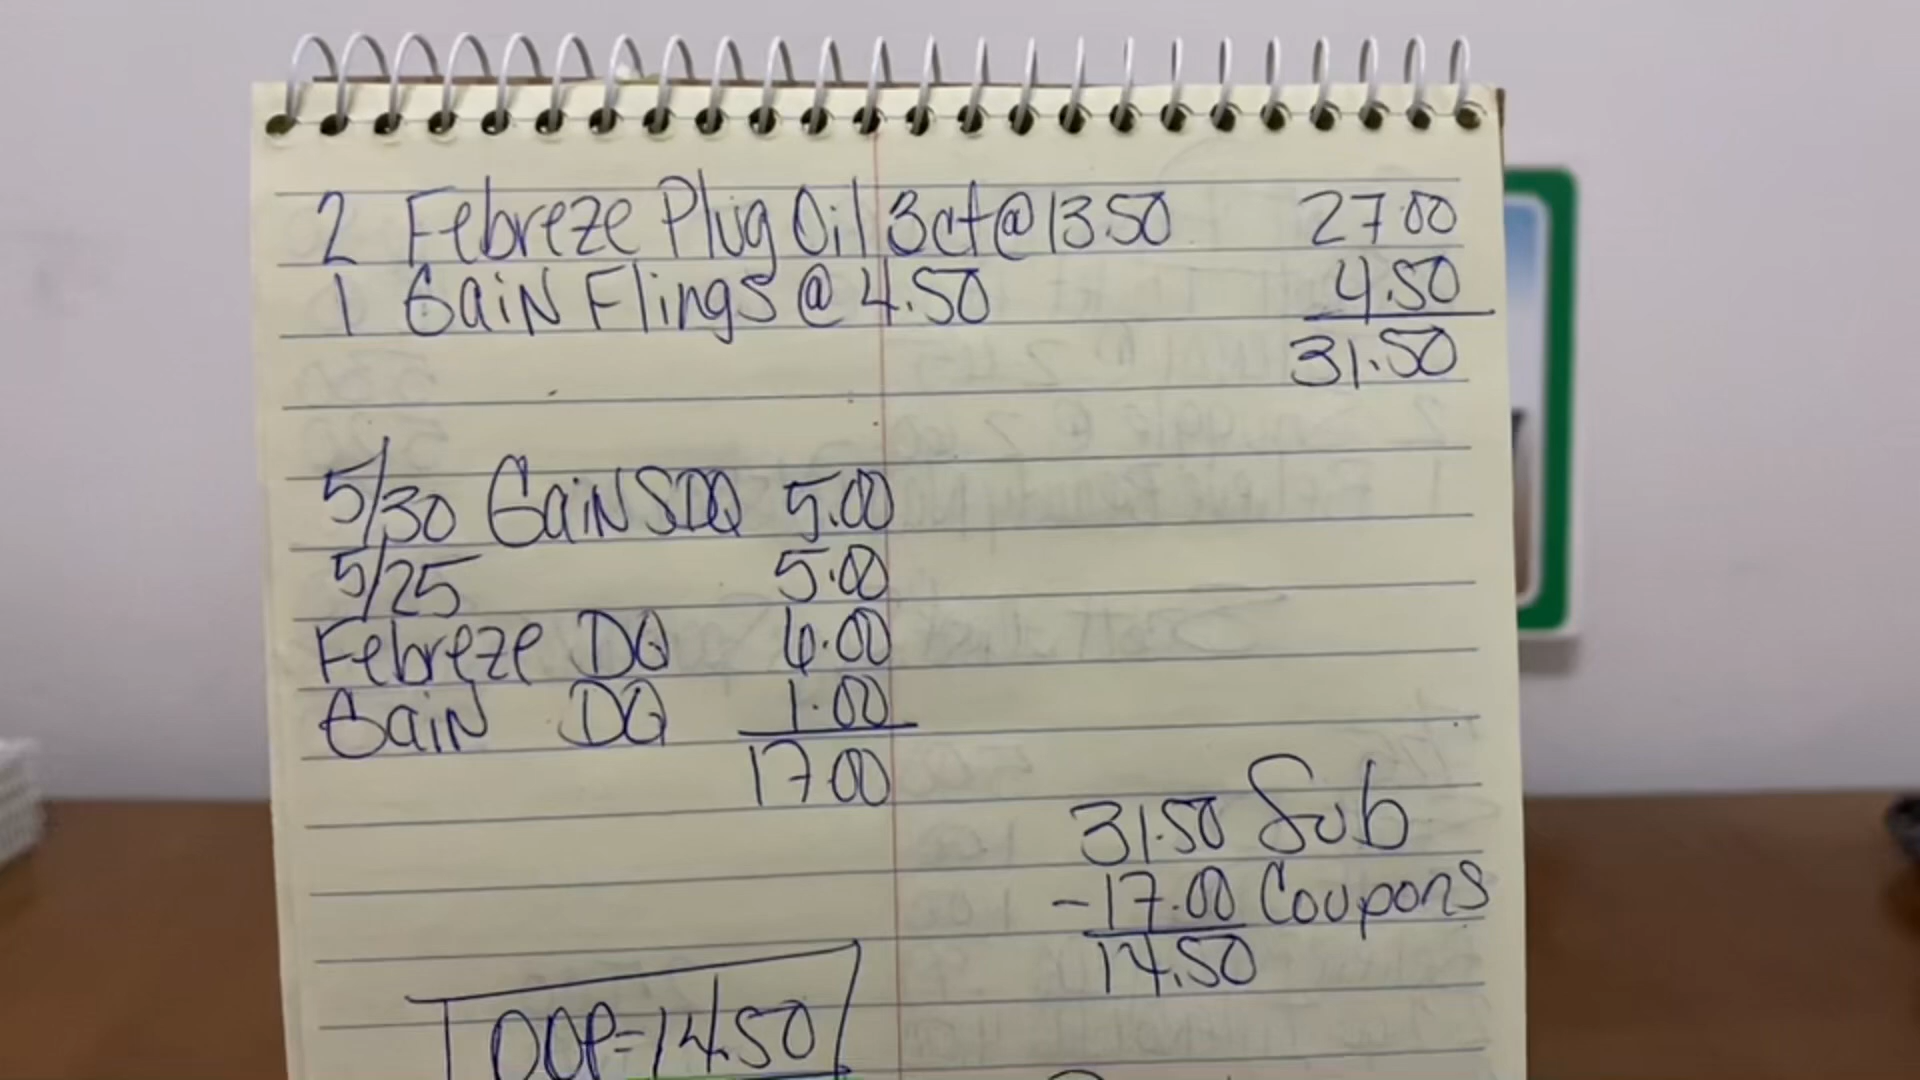 2 Febreze Plug Oil 3ct @ 13.50 27.00
1 Gain Flings @ 4.50 4.50
31.50
5/30 Gain SDQ 5.00
5/25 5.00
Febreze DQ 6.00
Gain DQ 1.00
17.00
31.50 Sub
-17.00 Coupons
14.50
OOP=14.50